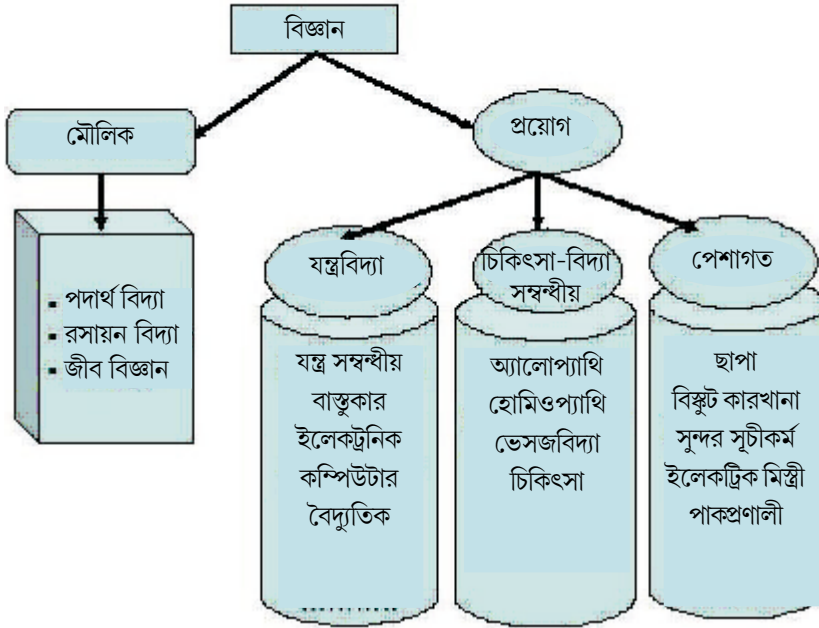 বিজ্ঞান
মৌলিক
প্রয়োগ
পদার্থ বিদ্যা
রসায়ন বিদ্যা
জীব বিজ্ঞান
যন্ত্রবিদ্যা
যন্ত্র সম্বন্ধীয়
বাস্তুকার
ইলেকট্রনিক
কম্পিউটার
বৈদ্যুতিক
চিকিৎসা-বিদ্যা
সম্বন্ধীয়
অ্যালোপ্যাথি
হোমিওপ্যাথি
ভেসজবিদ্যা
চিকিৎসা
পেশাগত
ছাপা
বিস্কুট কারখানা
সুন্দর সূচীকর্ম
ইলেকট্রিক মিস্ত্রী
পাকপ্রণালী